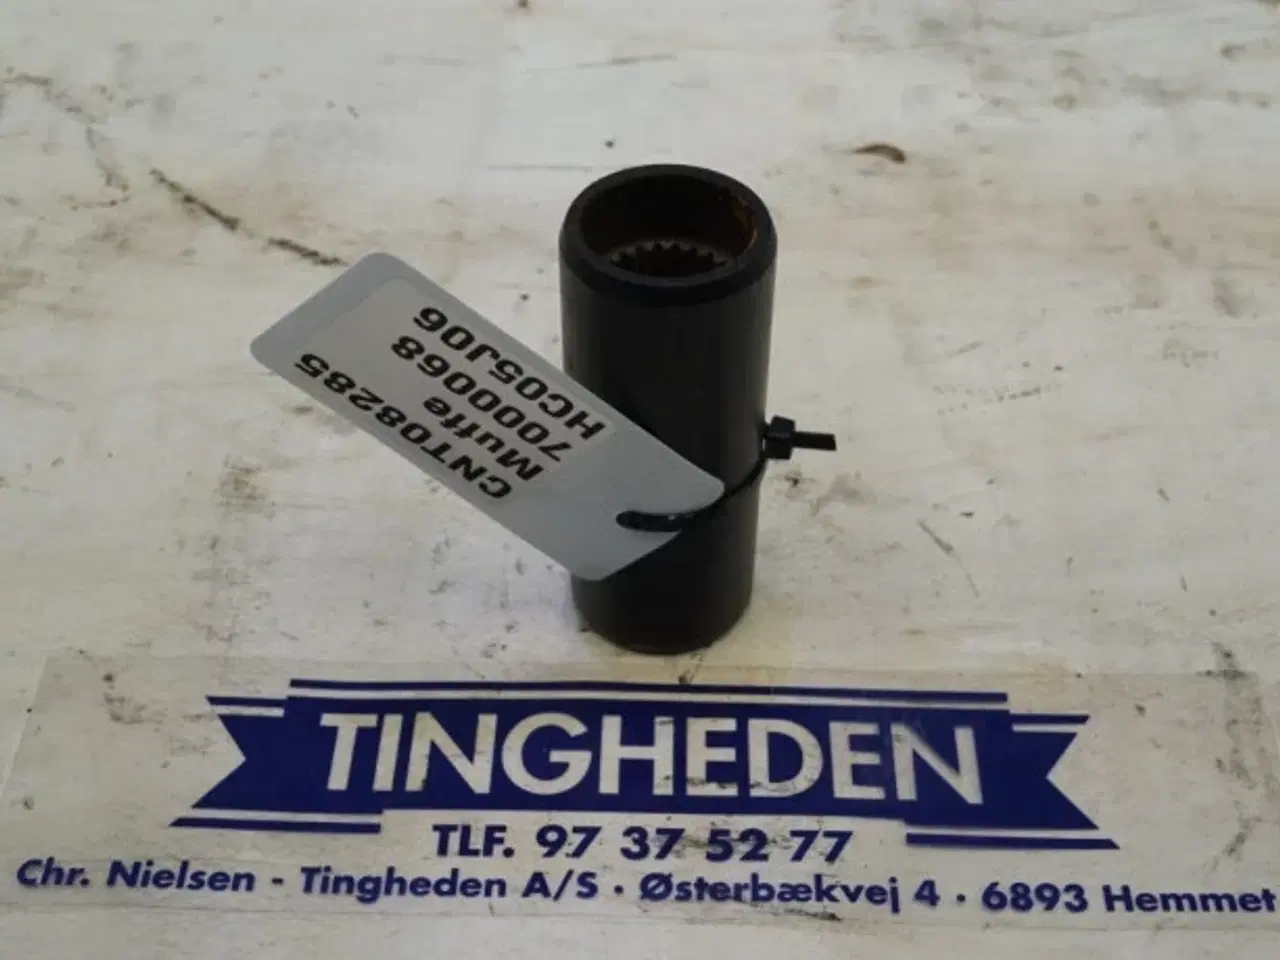 CNT08285
Muffe
7000068
HC05J06
TINGHEDEN
TLF. 97 37 52 77
Chr. Nielsen - Tingheden A/S · Østerbækvej 4 · 6893 Hemmet